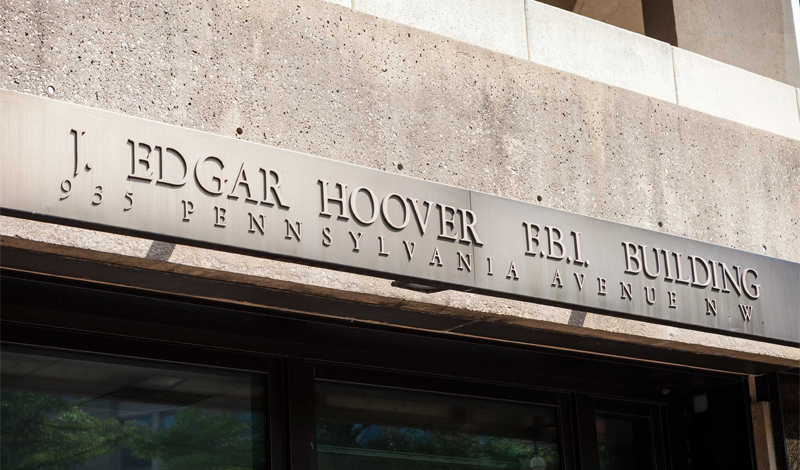 J. EDGAR HOOVER F.B.I. BUILDING
935 PENNSYLVANIA AVENUE N.W.